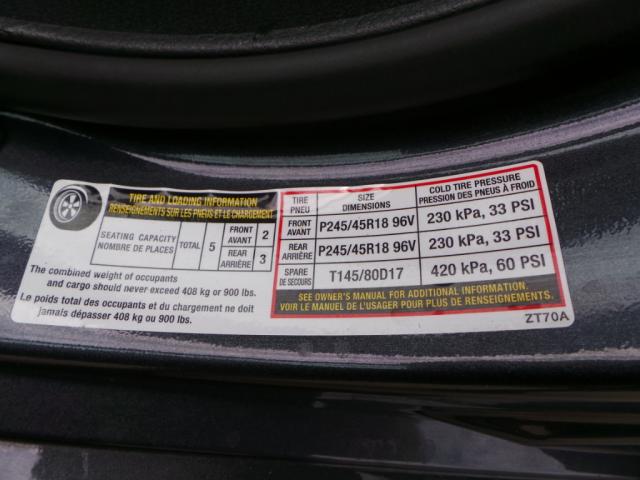 TIRE AND LOADING INFORMATION
RENSEIGNEMENTS SUR LES PNEUS ET LE CHARGEMENT
SEATING CAPACITY
NOMBRE DE PLACES
TOTAL 5
FRONT
AVANT 2
REAR
ARRIÈRE 3
The combined weight of occupants
and cargo should never exceed 408 kg or 900 lbs.
Le poids total des occupants et du chargement ne doit
jamais dépasser 408 kg ou 900 lbs.
TIRE
PNEU
SIZE
DIMENSIONS
COLD TIRE PRESSURE
PRESSION DES PNEUS À FROID
FRONT
AVANT
P245/45R18 96V
230 kPa, 33 PSI
REAR
ARRIÈRE
P245/45R18 96V
230 kPa, 33 PSI
SPARE
DE SECOURS
T145/80D17
420 kPa, 60 PSI
SEE OWNER'S MANUAL FOR ADDITIONAL INFORMATION.
VOIR LE MANUEL DE L'USAGER POUR PLUS DE RENSEIGNEMENTS.
ZT70A